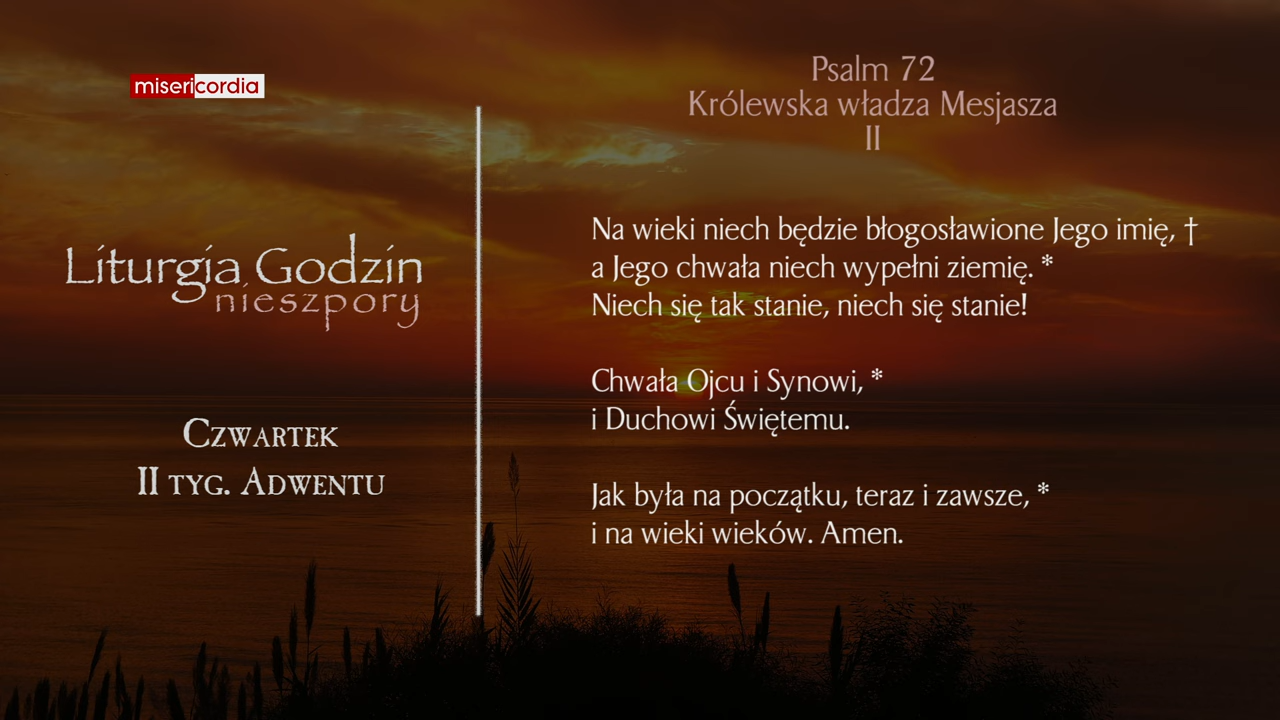 misericordia
Liturgia Godzin
nieszpory
Czwartek
II tyg. Adwentu
Psalm 72
Królewska władza Mesjasza
II
Na wieki niech będzie błogosławione Jego imię, †
a Jego chwała niech wypełni ziemię. *
Niech się tak stanie, niech się stanie!
Chwała Ojcu i Synowi, *
i Duchowi Świętemu.
Jak była na początku, teraz i zawsze, *
i na wieki wieków. Amen.